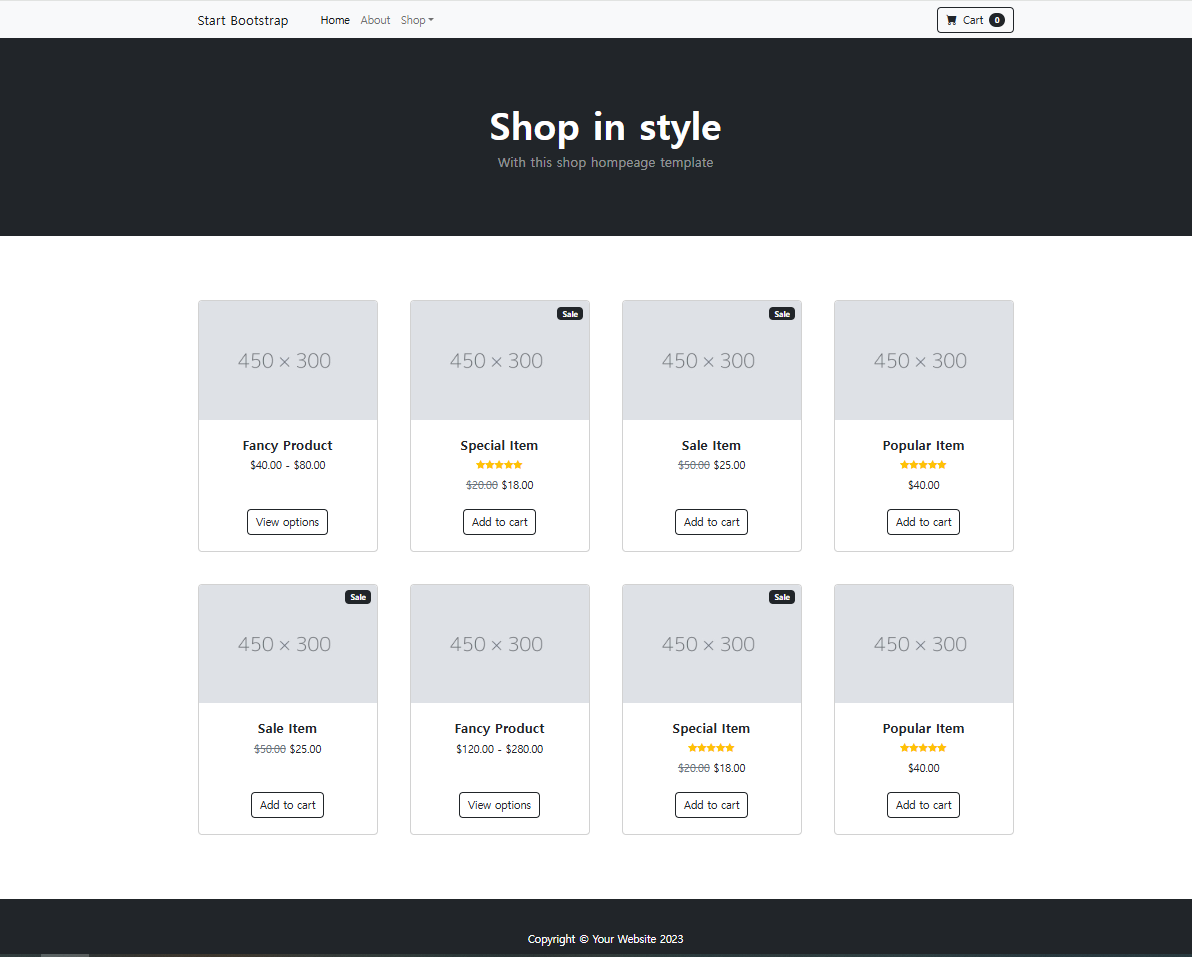 Start Bootstrap Home About Shop Cart 0
Shop in style
With this shop hompeage template
Sale Sale
450 × 300 450 × 300 450 × 300 450 × 300
Fancy Product Special Item Sale Item Popular Item
$40.00 - $80.00 $50.00 $25.00
$20.00 $18.00 $40.00
View options Add to cart Add to cart Add to cart
Sale Sale
450 × 300 450 × 300 450 × 300 450 × 300
Sale Item Fancy Product Special Item Popular Item
$50.00 $25.00 $120.00 - $280.00
$20.00 $18.00 $40.00
Add to cart View options Add to cart Add to cart
Copyright © Your Website 2023